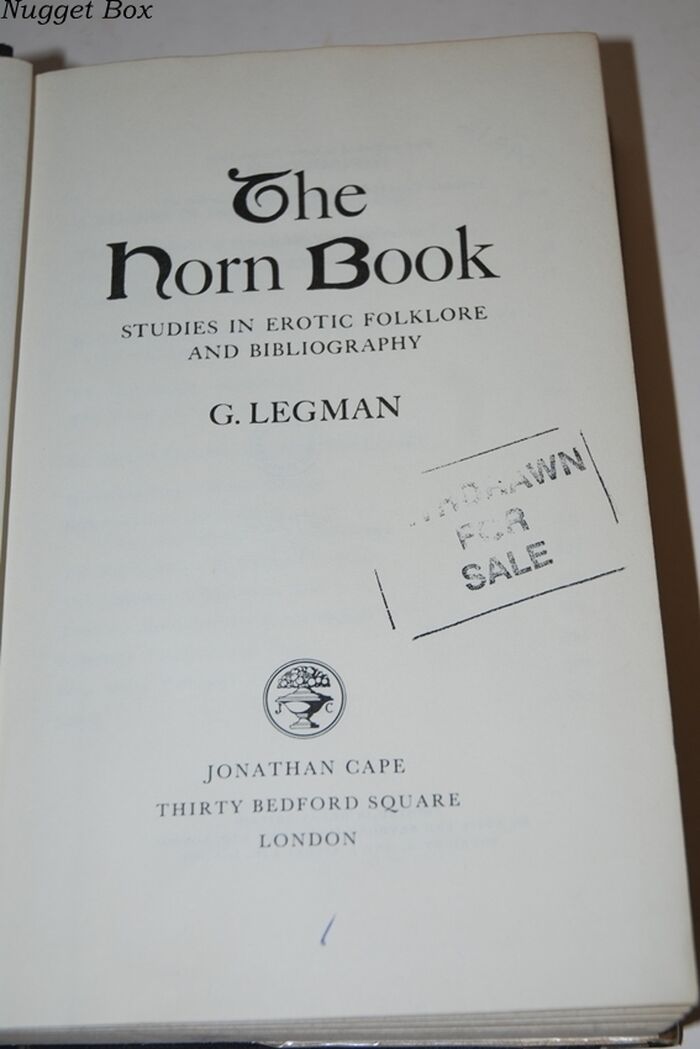 Nugget Box
The
Horn Book
STUDIES IN EROTIC FOLKLORE
AND BIBLIOGRAPHY
G. LEGMAN
WITHDRAWN
FOR
SALE
J C
JONATHAN CAPE
THIRTY BEDFORD SQUARE
LONDON